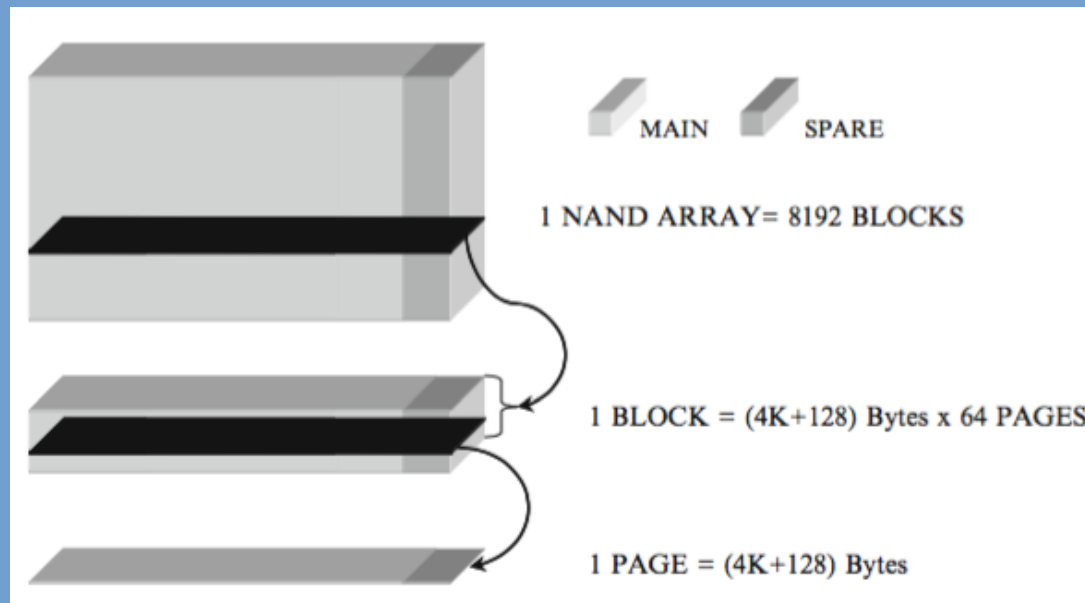 MAIN
SPARE
1 NAND ARRAY= 8192 BLOCKS
1 BLOCK = (4K+128) Bytes x 64 PAGES
1 PAGE = (4K+128) Bytes